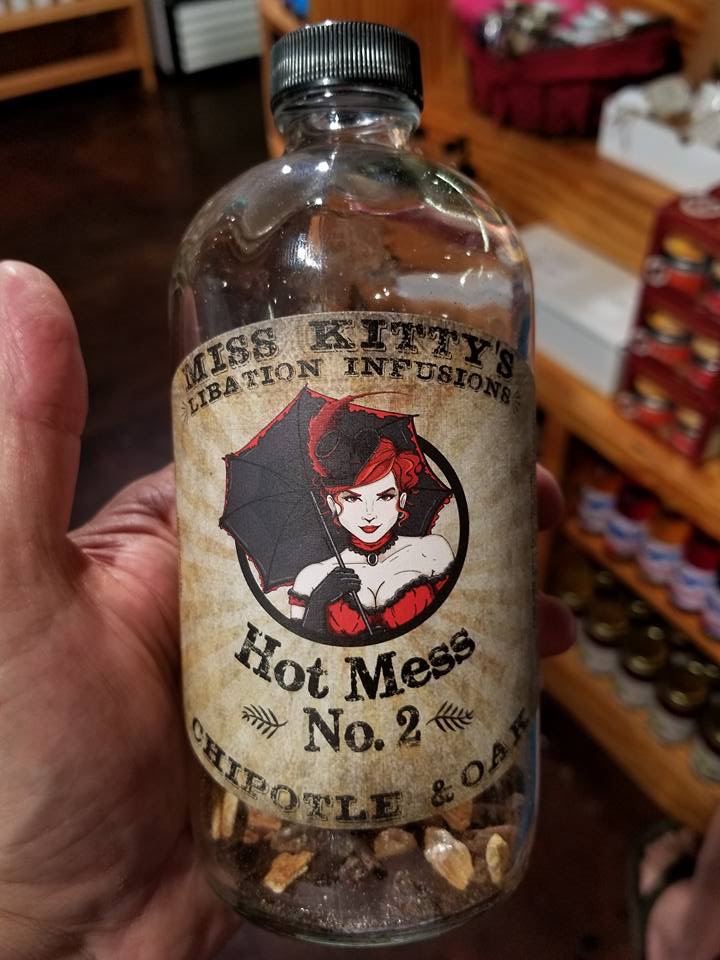 MISS KITTY'S
LIBATION INFUSIONS
Hot Mess
No. 2
CHIPOTLE & OAK